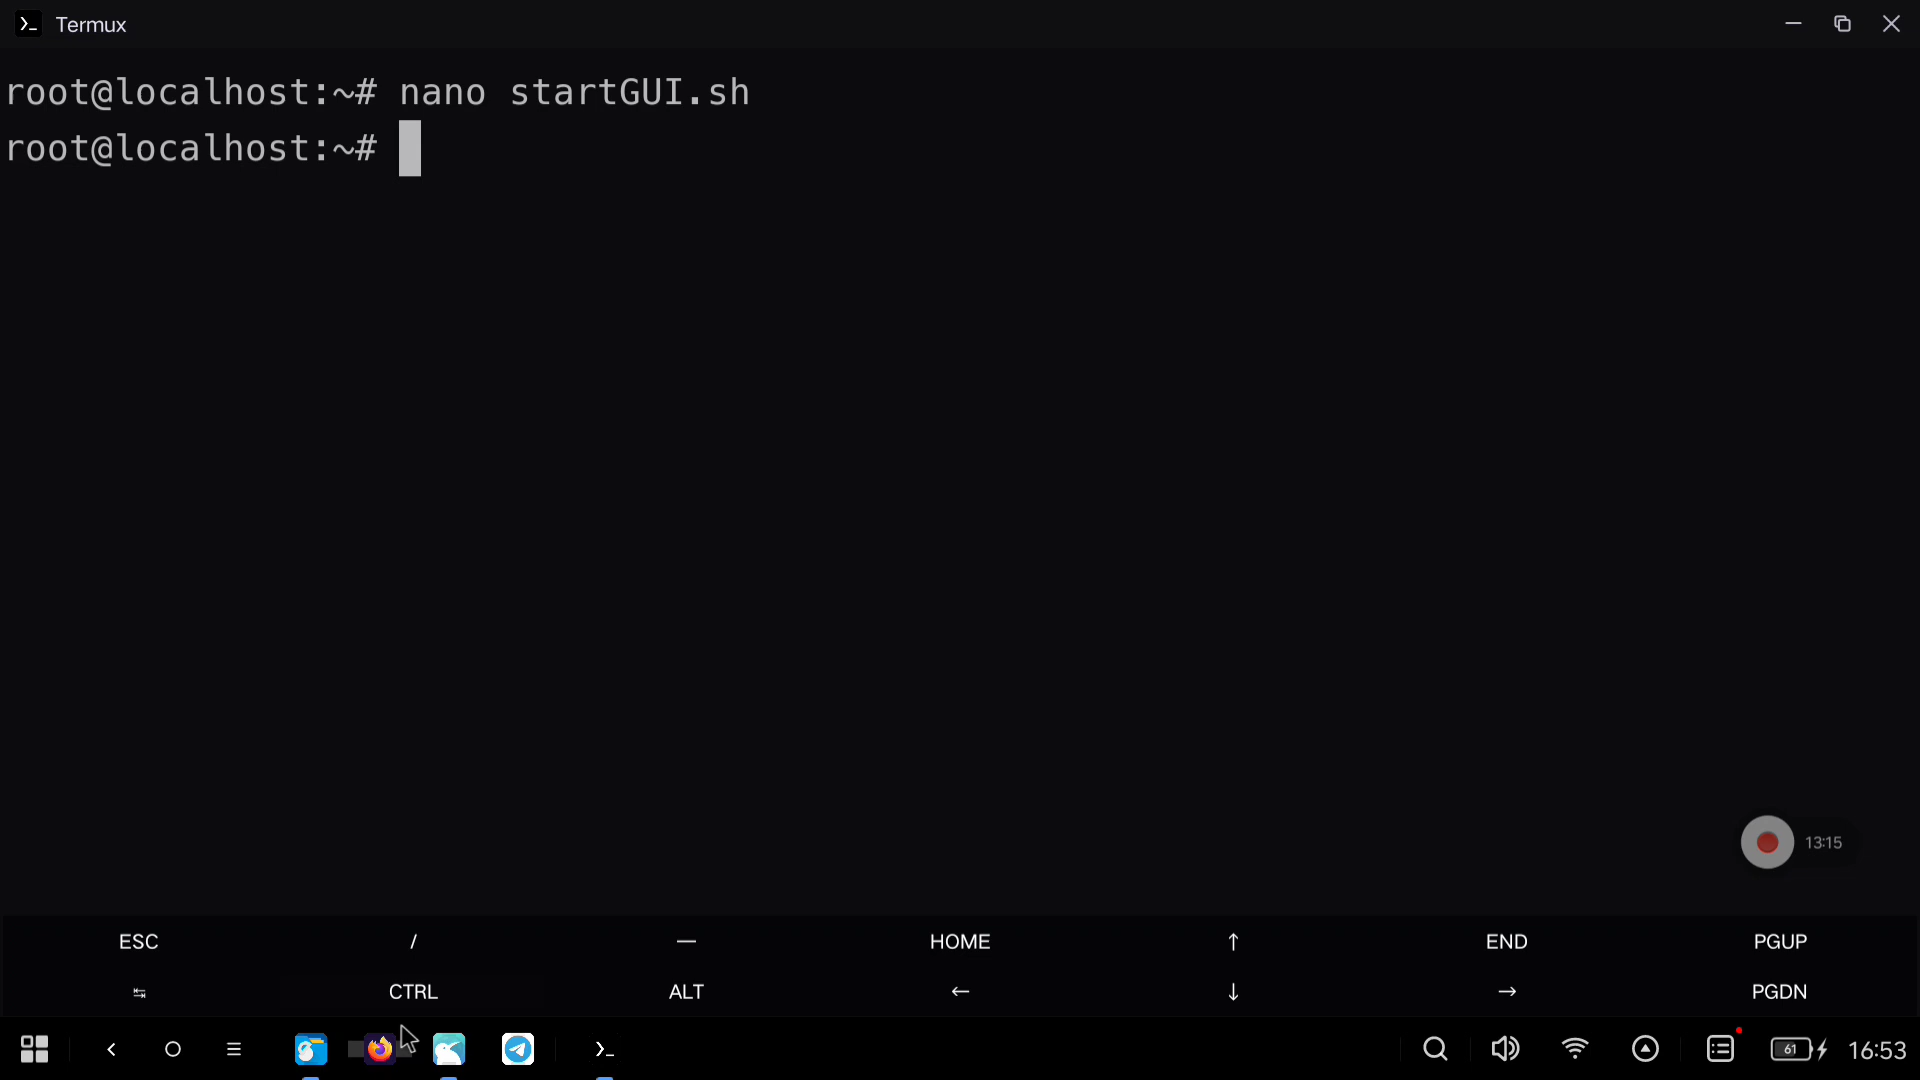 Termux
root@localhost:~# nano startGUI.sh
root@localhost:~#
13:15
ESC / — HOME ↑ END PGUP
↹ CTRL ALT ← ↓ → PGDN
61 16:53